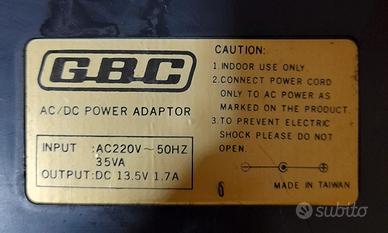 GBC
AC/DC POWER ADAPTOR
INPUT :AC220V~50HZ
35VA
OUTPUT:DC 13.5V 1.7A
CAUTION:
1.INDOOR USE ONLY
2.CONNECT POWER CORD
ONLY TO AC POWER AS
MARKED ON THE PRODUCT.
3.TO PREVENT ELECTRIC
SHOCK PLEASE DO NOT
OPEN.
6
MADE IN TAIWAN
subito